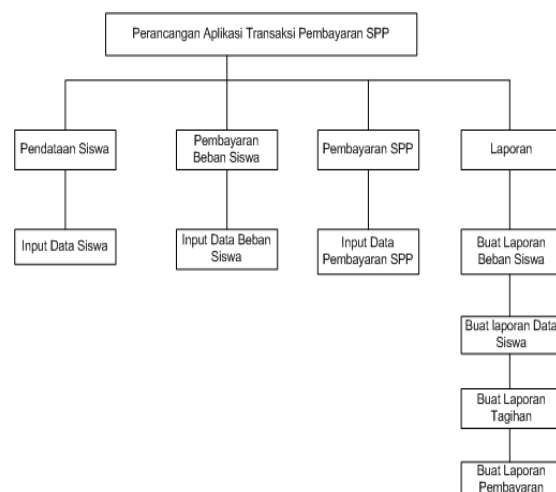 Perancangan Aplikasi Transaksi Pembayaran SPP
Pendataan Siswa
Pembayaran
Beban Siswa
Pembayaran SPP
Laporan
Input Data Siswa
Input Data Beban
Siswa
Input Data
Pembayaran SPP
Buat Laporan
Beban Siswa
Buat laporan Data
Siswa
Buat Laporan
Tagihan
Buat Laporan
Pembayaran